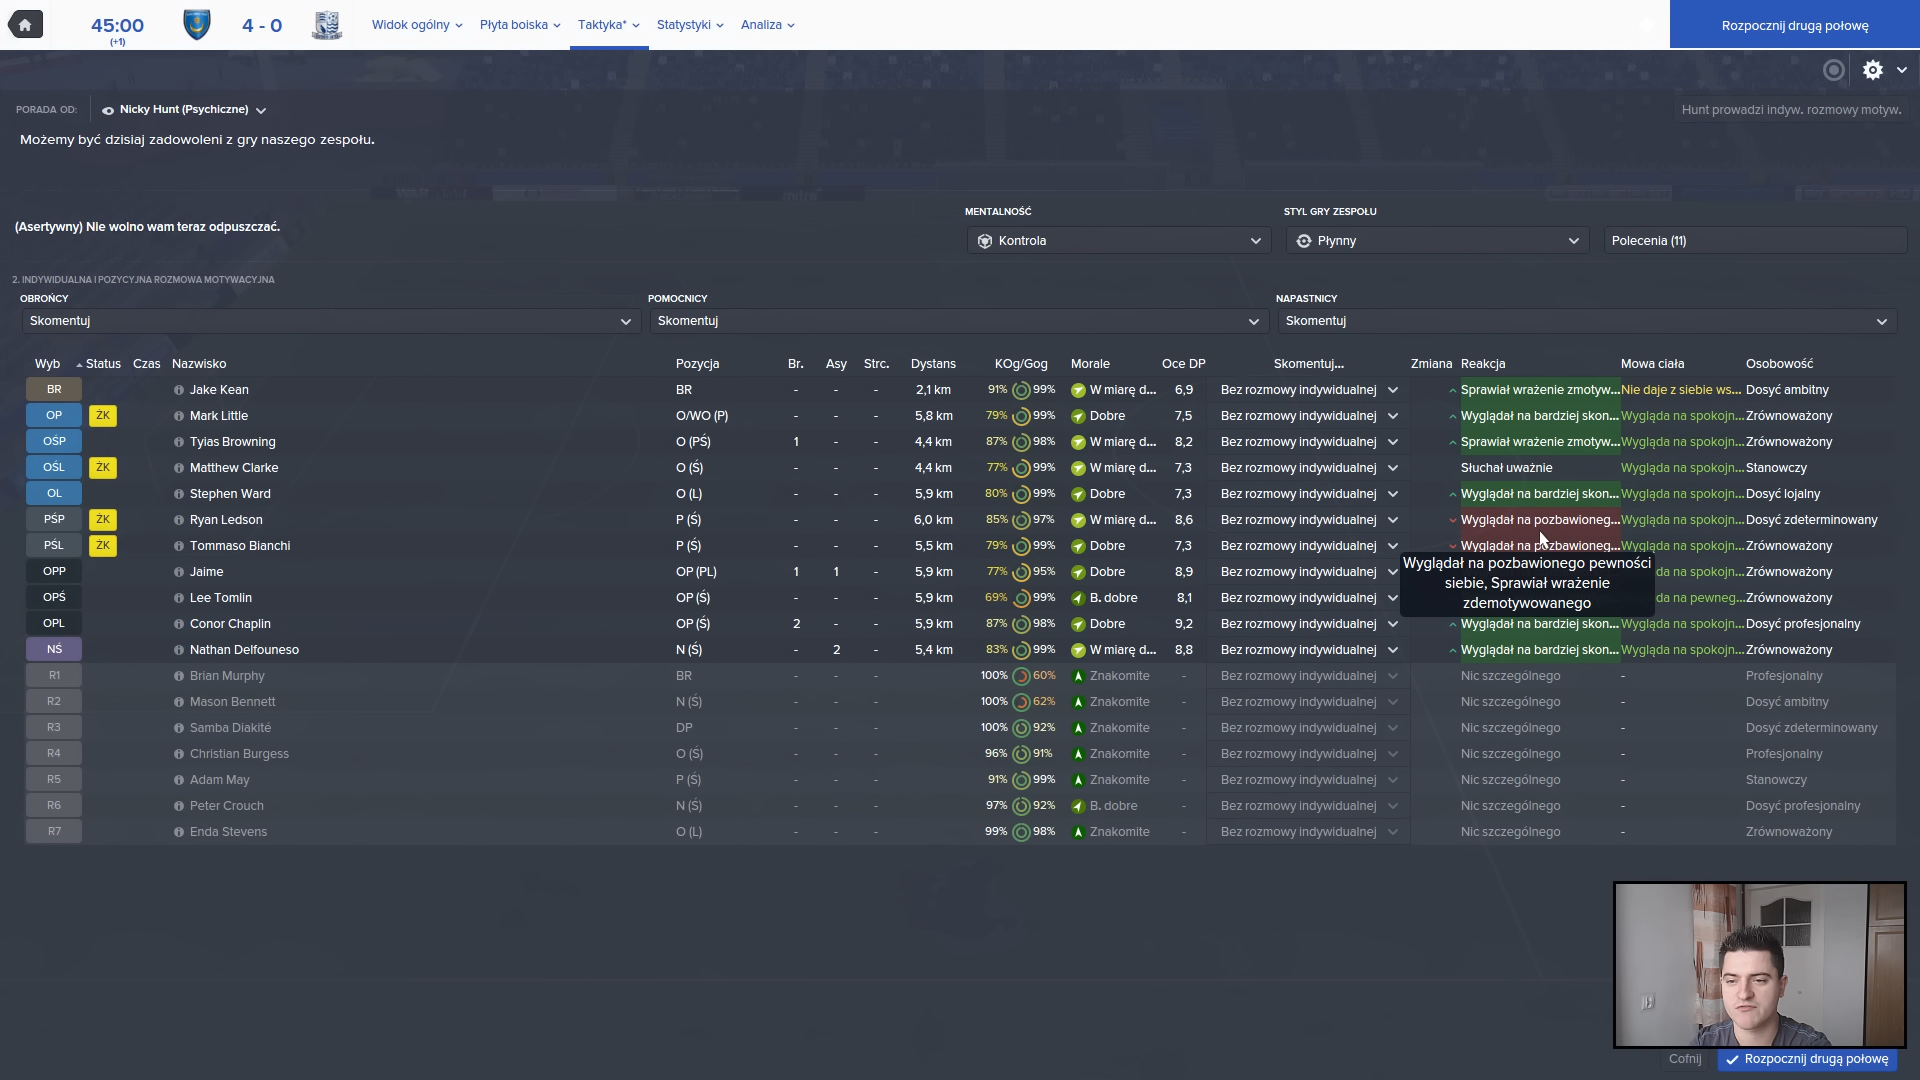 45:00
(+1)
4 - 0
Widok ogólny
Płyta boiska
Taktyka*
Statystyki
Analiza
Rozpocznij drugą połowę
PORADA OD:
Nicky Hunt (Psychiczne)
Hunt prowadzi indyw. rozmowy motyw.
Możemy być dzisiaj zadowoleni z gry naszego zespołu.
MENTALNOŚĆ
STYL GRY ZESPOŁU
(Asertywny) Nie wolno wam teraz odpuszczać.
Kontrola
Płynny
Polecenia (11)
2. INDYWIDUALNA I POZYCYJNA ROZMOWA MOTYWACYJNA
OBROŃCY
POMOCNICY
NAPASTNICY
Skomentuj
Skomentuj
Skomentuj
Wyb Status Czas Nazwisko Pozycja Br. Asy Strc. Dystans KOg/Gog Morale Oce DP Skomentuj... Zmiana Reakcja Mowa ciała Osobowość
BR Jake Kean BR - - - 2,1 km 91% 99% W miarę d... 6,9 Bez rozmowy indywidualnej Sprawiał wrażenie zmotyw... Nie daje z siebie ws... Dosyć ambitny
OP ŻK Mark Little O/WO (P) - - - 5,8 km 79% 99% Dobre 7,5 Bez rozmowy indywidualnej Wyglądał na bardziej skon... Wygląda na spokojn... Zrównoważony
OŚP Tyias Browning O (PŚ) 1 - - 4,4 km 87% 98% W miarę d... 8,2 Bez rozmowy indywidualnej Sprawiał wrażenie zmotyw... Wygląda na spokojn... Zrównoważony
OŚL ŻK Matthew Clarke O (Ś) - - - 4,4 km 77% 99% W miarę d... 7,3 Bez rozmowy indywidualnej Słuchał uważnie Wygląda na spokojn... Stanowczy
OL Stephen Ward O (L) - - - 5,9 km 80% 99% Dobre 7,3 Bez rozmowy indywidualnej Wyglądał na bardziej skon... Wygląda na spokojn... Dosyć lojalny
PŚP ŻK Ryan Ledson P (Ś) - - - 6,0 km 85% 97% W miarę d... 8,6 Bez rozmowy indywidualnej Wyglądał na pozbawioneg... Wygląda na spokojn... Dosyć zdeterminowany
PŚL ŻK Tommaso Bianchi P (Ś) - - - 5,5 km 79% 99% Dobre 7,3 Bez rozmowy indywidualnej Wyglądał na pozbawioneg... Wygląda na spokojn... Zrównoważony
OPP Jaime OP (PL) 1 1 - 5,9 km 77% 95% Dobre 8,9 Bez rozmowy indywidualnej da na spokojn... Zrównoważony
OPŚ Lee Tomlin OP (Ś) - - - 5,9 km 69% 99% B. dobre 8,1 Bez rozmowy indywidualnej da na pewneg... Zrównoważony
Wyglądał na pozbawionego pewności
siebie, Sprawiał wrażenie
zdemotywowanego
OPL Conor Chaplin OP (Ś) 2 - - 5,9 km 87% 98% Dobre 9,2 Bez rozmowy indywidualnej Wyglądał na bardziej skon... Wygląda na spokojn... Dosyć profesjonalny
NŚ Nathan Delfouneso N (Ś) - 2 - 5,4 km 83% 99% W miarę d... 8,8 Bez rozmowy indywidualnej Wyglądał na bardziej skon... Wygląda na spokojn... Zrównoważony
R1 Brian Murphy BR - - - 100% 60% Znakomite - Bez rozmowy indywidualnej Nic szczególnego - Profesjonalny
R2 Mason Bennett N (Ś) - - - 100% 62% Znakomite - Bez rozmowy indywidualnej Nic szczególnego - Dosyć ambitny
R3 Samba Diakité DP - - - 100% 92% Znakomite - Bez rozmowy indywidualnej Nic szczególnego - Dosyć zdeterminowany
R4 Christian Burgess O (Ś) - - - 96% 91% Znakomite - Bez rozmowy indywidualnej Nic szczególnego - Profesjonalny
R5 Adam May P (Ś) - - - 91% 99% Znakomite - Bez rozmowy indywidualnej Nic szczególnego - Stanowczy
R6 Peter Crouch N (Ś) - - - 97% 92% B. dobre - Bez rozmowy indywidualnej Nic szczególnego - Dosyć profesjonalny
R7 Enda Stevens O (L) - - - 99% 98% Znakomite - Bez rozmowy indywidualnej Nic szczególnego - Zrównoważony
Cofnij
Rozpocznij drugą połowę